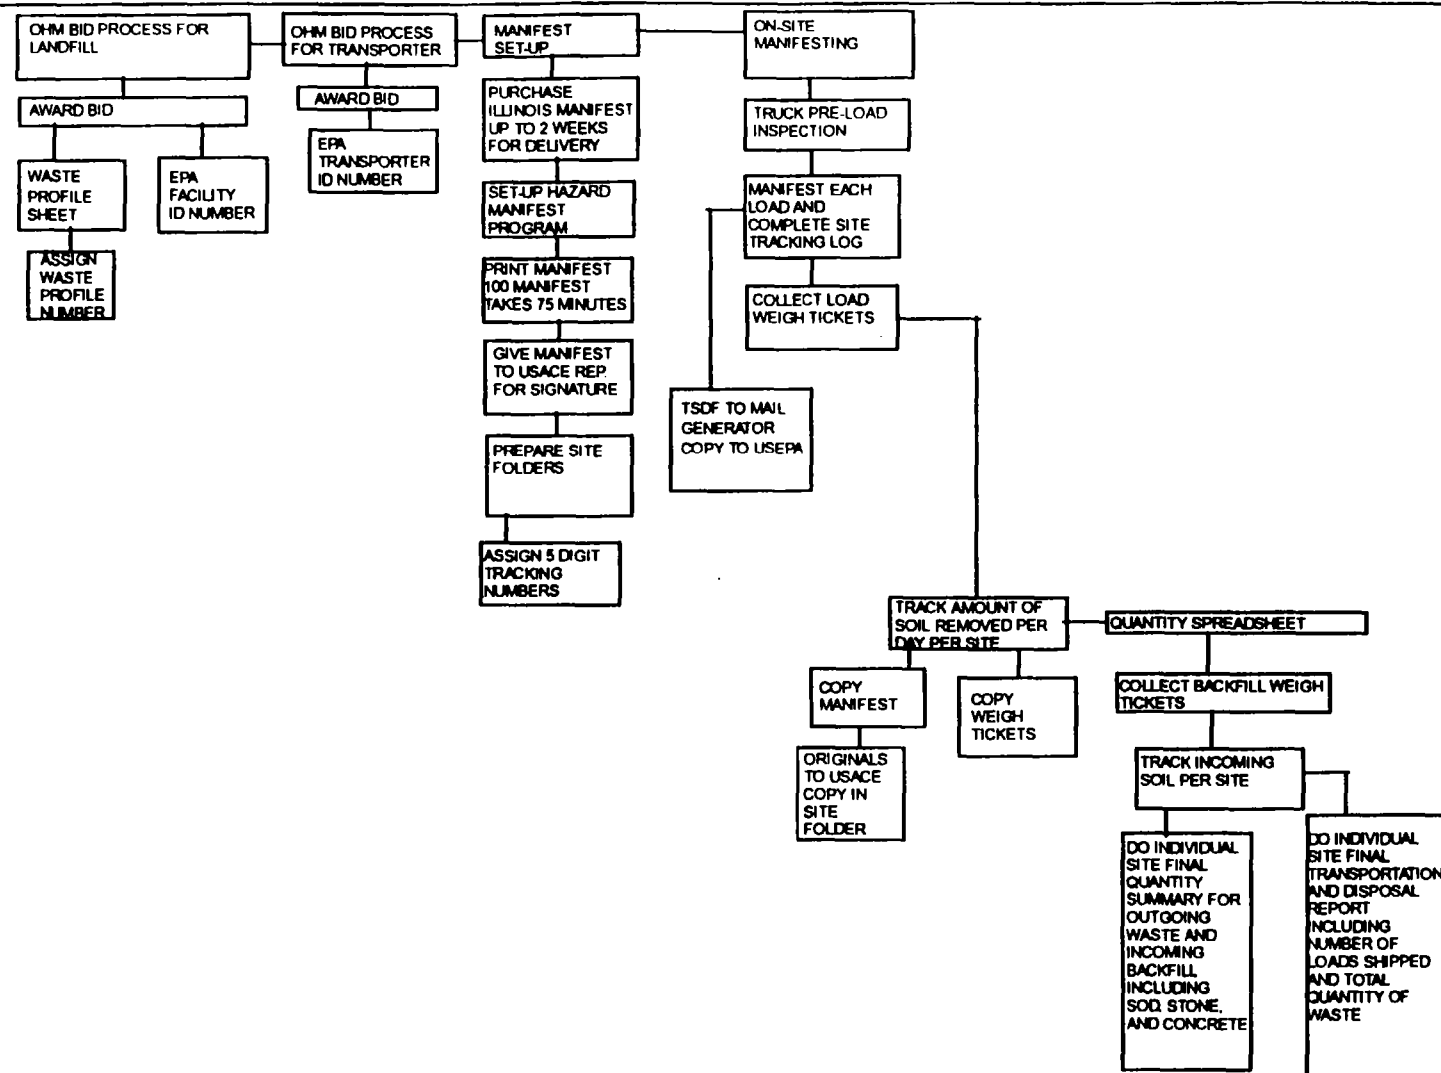 OHM BID PROCESS FOR
LANDFILL
OHM BID PROCESS
FOR TRANSPORTER
MANIFEST
SET-UP
ON-SITE
MANIFESTING
AWARD BID
AWARD BID
PURCHASE
ILLINOIS MANIFEST
UP TO 2 WEEKS
FOR DELIVERY
TRUCK PRE-LOAD
INSPECTION
WASTE
PROFILE
SHEET
EPA
FACILITY
ID NUMBER
EPA
TRANSPORTER
ID NUMBER
SET-UP HAZARD
MANIFEST
PROGRAM
MANIFEST EACH
LOAD AND
COMPLETE SITE
TRACKING LOG
ASSIGN
WASTE
PROFILE
NUMBER
PRINT MANIFEST
100 MANIFEST
TAKES 75 MINUTES
COLLECT LOAD
WEIGH TICKETS
GIVE MANIFEST
TO USACE REP.
FOR SIGNATURE
TSDF TO MAIL
GENERATOR
COPY TO USEPA
PREPARE SITE
FOLDERS
ASSIGN 5 DIGIT
TRACKING
NUMBERS
TRACK AMOUNT OF
SOIL REMOVED PER
DAY PER SITE
QUANTITY SPREADSHEET
COPY
MANIFEST
COPY
WEIGH
TICKETS
COLLECT BACKFILL WEIGH
TICKETS
ORIGINALS
TO USACE
COPY IN
SITE
FOLDER
TRACK INCOMING
SOIL PER SITE
DO INDIVIDUAL
SITE FINAL
QUANTITY
SUMMARY FOR
OUTGOING
WASTE AND
INCOMING
BACKFILL
INCLUDING
SOD, STONE,
AND CONCRETE
DO INDIVIDUAL
SITE FINAL
TRANSPORTATION
AND DISPOSAL
REPORT
INCLUDING
NUMBER OF
LOADS SHIPPED
AND TOTAL
QUANTITY OF
WASTE